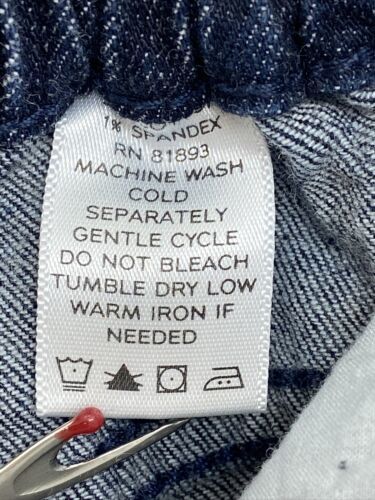 1% SPANDEX
RN 81893
MACHINE WASH
COLD
SEPARATELY
GENTLE CYCLE
DO NOT BLEACH
TUMBLE DRY LOW
WARM IRON IF
NEEDED